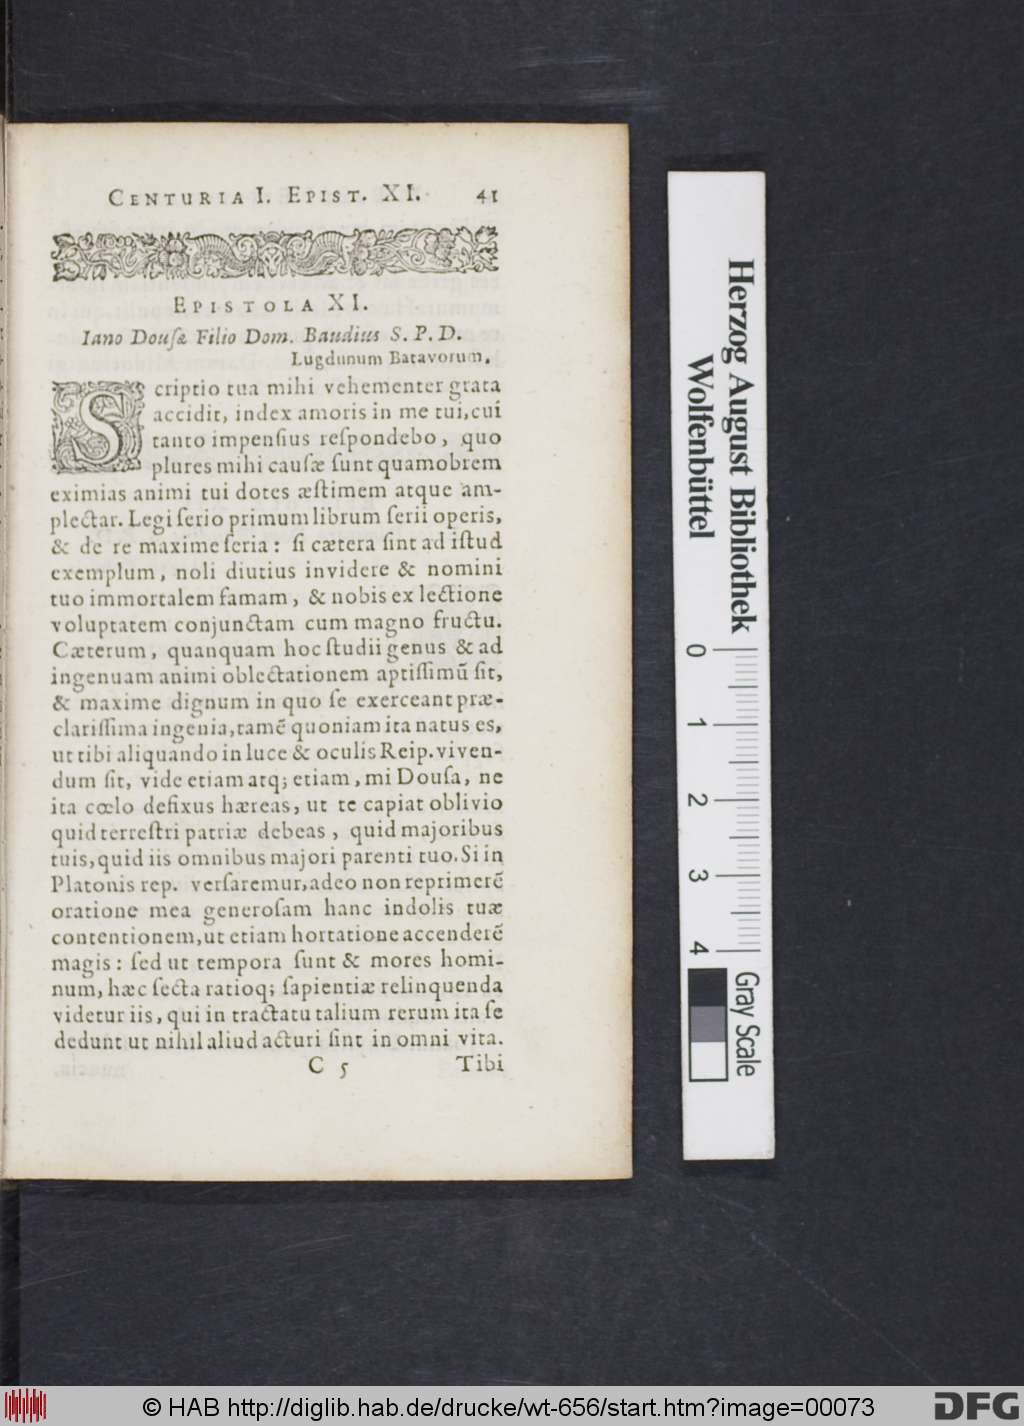 CENTURIA I. EPIST. XI. 41
EPISTOLA XI.
Iano Dousæ Filio Dom. Baudius S. P. D.
Lugdunum Batavorum.
Scriptio tua mihi vehementer grata
accidit, index amoris in me tui, cui
tanto impensius reſpondebo, quo
plures mihi cauſæ ſunt quamobrem
eximias animi tui dotes æſtimem atque am-
plectar. Legi ſerio primum librum ſerii operis,
& de re maxime ſeria: ſi cætera ſint ad iſtud
exemplum, noli diutius invidere & nomini
tuo immortalem famam, & nobis ex lectione
voluptatem conjunctam cum magno fructu.
Cæterum, quanquam hoc ſtudii genus & ad
ingenuam animi oblectationem aptiſſimũ ſit,
& maxime dignum in quo ſe exerceant præ-
clariſſima ingenia, tamẽ quoniam ita natus es,
ut tibi aliquando in luce & oculis Reip. viven-
dum ſit, vide etiam atq; etiam, mi Douſa, ne
ita cœlo defixus hæreas, ut te capiat oblivio
quid terreſtri patriæ debeas, quid majoribus
tuis, quid iis omnibus majori parenti tuo. Si in
Platonis rep. verſaremur, adeo non reprimerẽ
oratione mea generoſam hanc indolis tuæ
contentionem, ut etiam hortatione accenderẽ
magis: ſed ut tempora ſunt & mores homi-
num, hæc ſecta ratioq; ſapientiæ relinquenda
videtur iis, qui in tractatu talium rerum ita ſe
dedunt ut nihil aliud acturi ſint in omni vita.
C 5 Tibi
Herzog August Bibliothek
Wolfenbüttel
0 1 2 3 4
Gray Scale
© HAB http://diglib.hab.de/drucke/wt-656/start.htm?image=00073
DFG